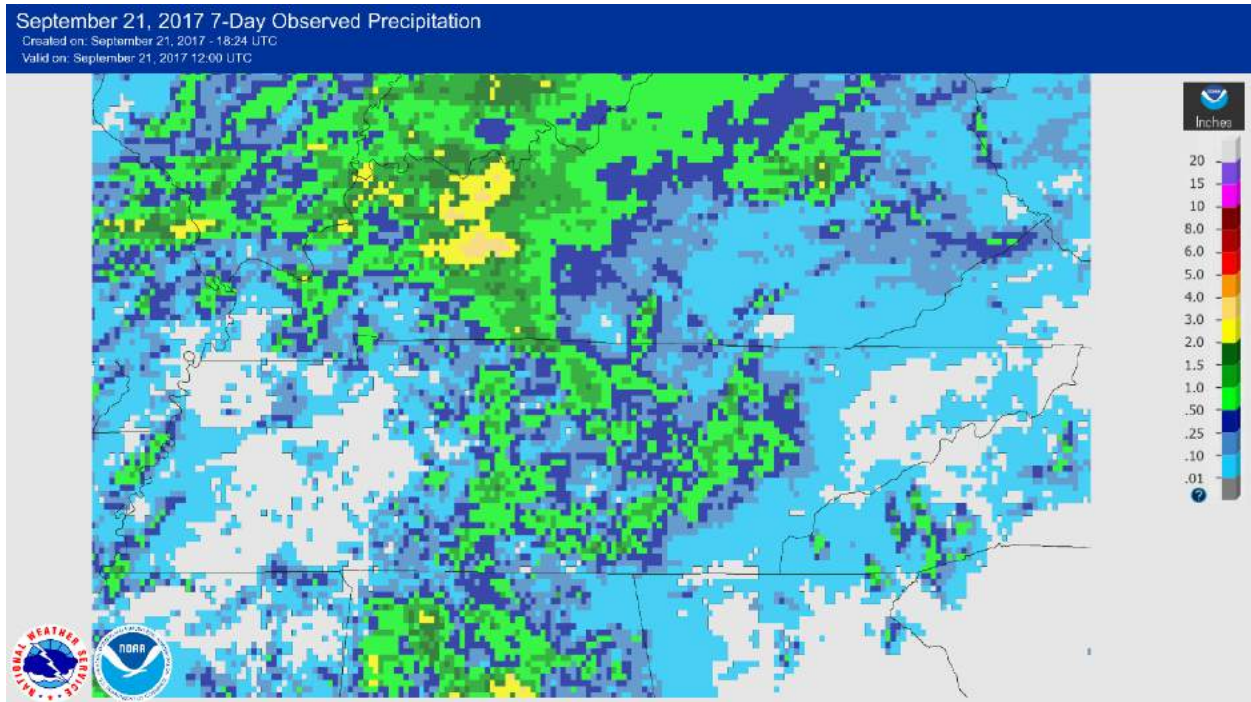 September 21, 2017 7-Day Observed Precipitation
Created on: September 21, 2017 - 18:24 UTC
Valid on: September 21, 2017 12:00 UTC
NOAA
Inches
20
15
10
8.0
6.0
5.0
4.0
3.0
2.0
1.5
1.0
.50
.25
.10
.01
?
NATIONAL WEATHER SERVICE
NOAA